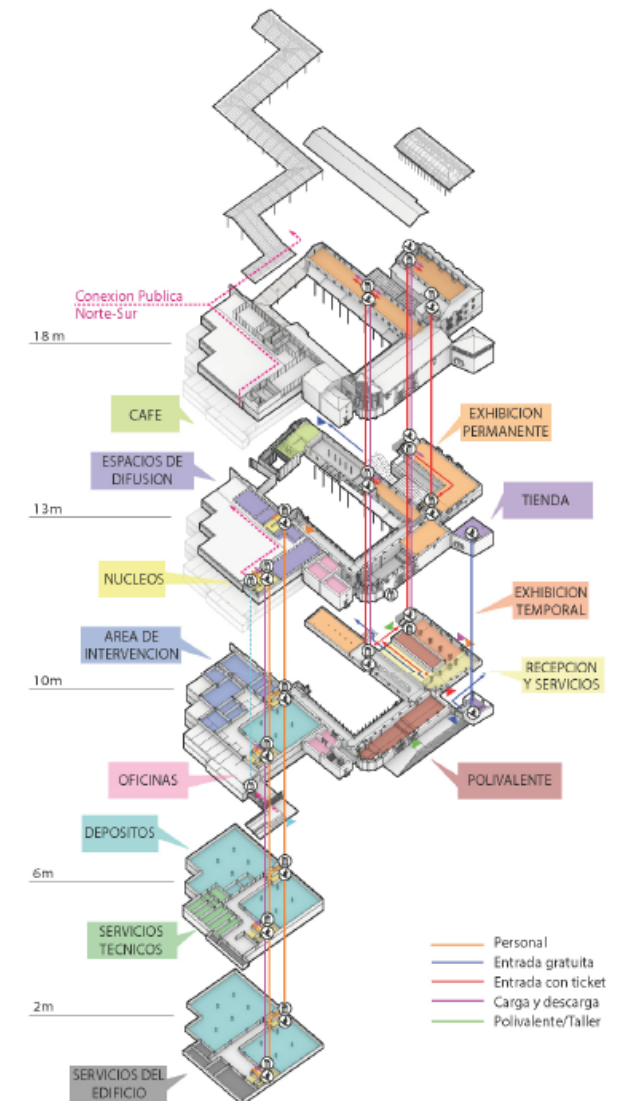 Conexion Publica
Norte-Sur
18 m
CAFE
EXHIBICION
PERMANENTE
ESPACIOS DE
DIFUSION
TIENDA
13m
NUCLEOS
EXHIBICION
TEMPORAL
AREA DE
INTERVENCION
RECEPCION
Y SERVICIOS
10m
OFICINAS
POLIVALENTE
DEPOSITOS
6m
SERVICIOS
TECNICOS
Personal
Entrada gratuita
Entrada con ticket
Carga y descarga
Polivalente/Taller
2m
SERVICIOS DEL
EDIFICIO